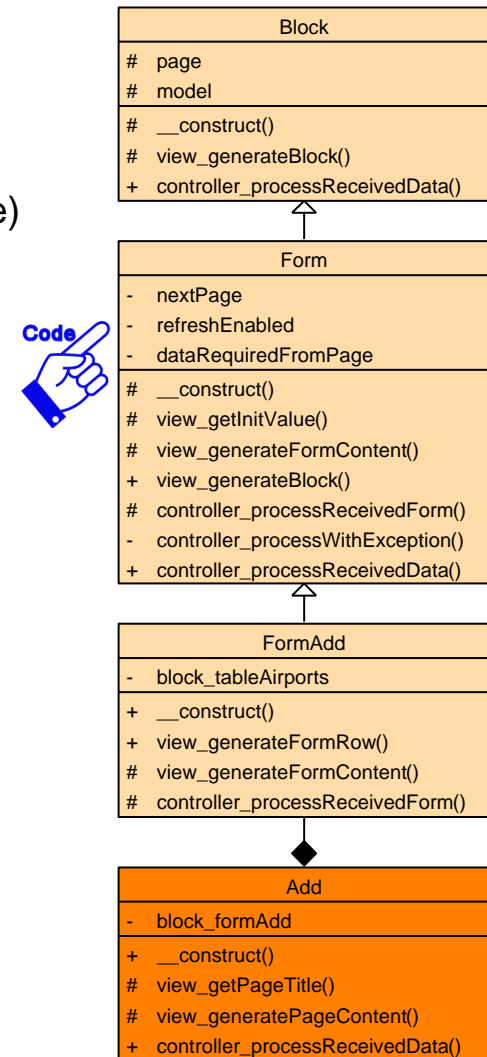 Block
# page
# model
# __construct()
# view_generateBlock()
+ controller_processReceivedData()
e)
Form
- nextPage
- refreshEnabled
- dataRequiredFromPage
Code
# __construct()
# view_getInitValue()
# view_generateFormContent()
+ view_generateBlock()
# controller_processReceivedForm()
- controller_processWithException()
+ controller_processReceivedData()
FormAdd
- block_tableAirports
+ __construct()
+ view_generateFormRow()
# view_generateFormContent()
# controller_processReceivedForm()
Add
- block_formAdd
+ __construct()
# view_getPageTitle()
# view_generatePageContent()
+ controller_processReceivedData()